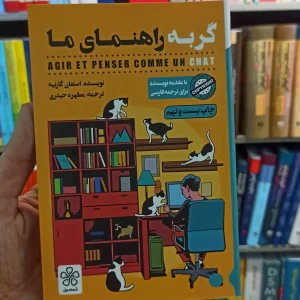 گربه راهنمای ما
AGIR ET PENSER COMME UN CHAT
نویسنده: استفان گارنیه
ترجمه: مطهره حیدری
با مقدمه نویسنده
برای ترجمه فارسی
COPYRIGHT
چاپ بیست و نهم